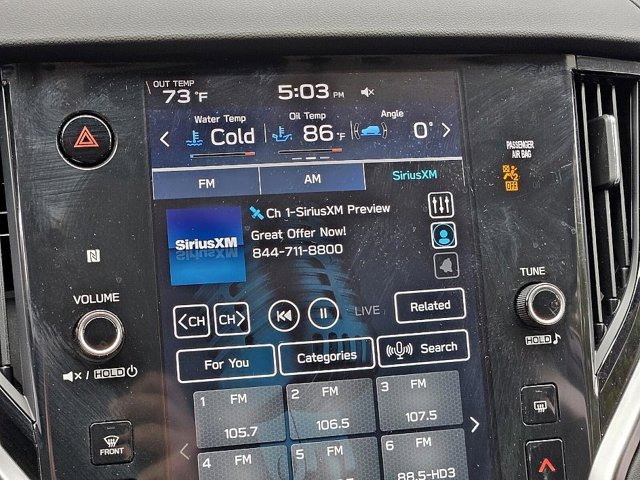 OUT TEMP
73 °F
5:03 PM
Water Temp
Cold
Oil Temp
86 °F
Angle
0°
PASSENGER
AIR BAG
OFF
FM
AM
SiriusXM
SiriusXM
Ch 1-SiriusXM Preview
Great Offer Now!
844-711-8800
VOLUME
TUNE
CH
CH
LIVE
Related
HOLD
For You
Categories
Search
/ HOLD
1 FM
105.7
2 FM
106.5
3 FM
107.5
FRONT
4 FM
5 FM
6 FM
88.5-HD3